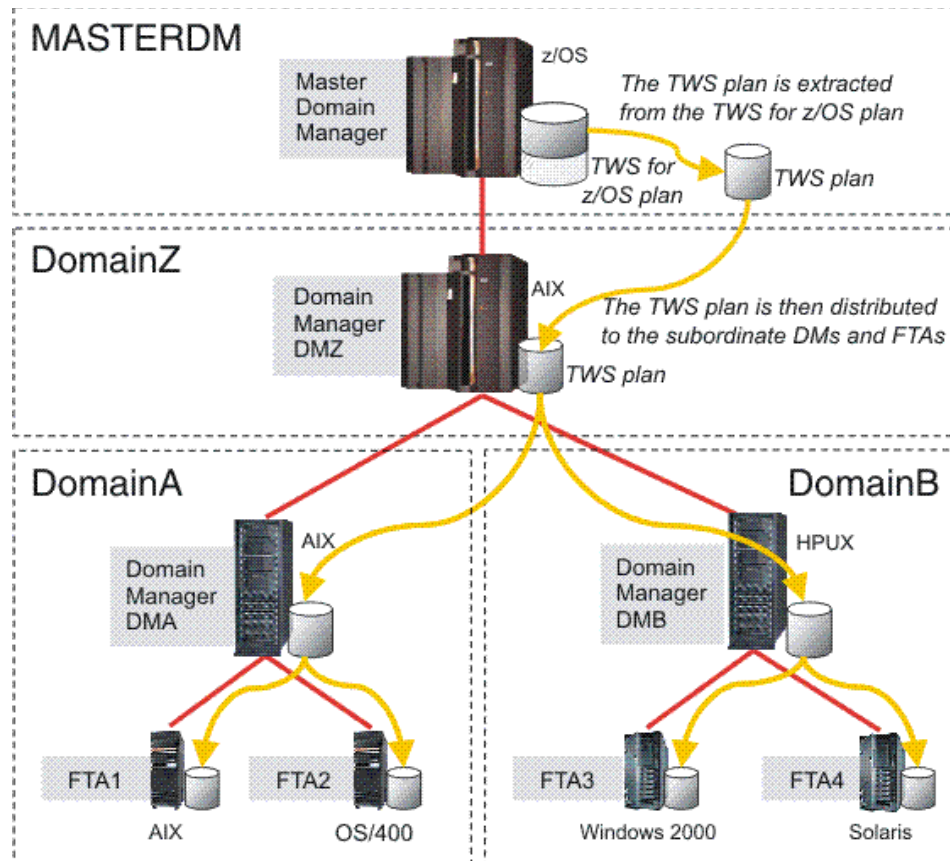 MASTERDM
z/OS
Master
Domain
Manager
The TWS plan is extracted
from the TWS for z/OS plan
TWS for
z/OS plan
TWS plan
DomainZ
AIX
Domain
Manager
DMZ
The TWS plan is then distributed
to the subordinate DMs and FTAs
TWS plan
DomainA
AIX
Domain
Manager
DMA
FTA1
FTA2
AIX
OS/400
DomainB
HPUX
Domain
Manager
DMB
FTA3
FTA4
Windows 2000
Solaris